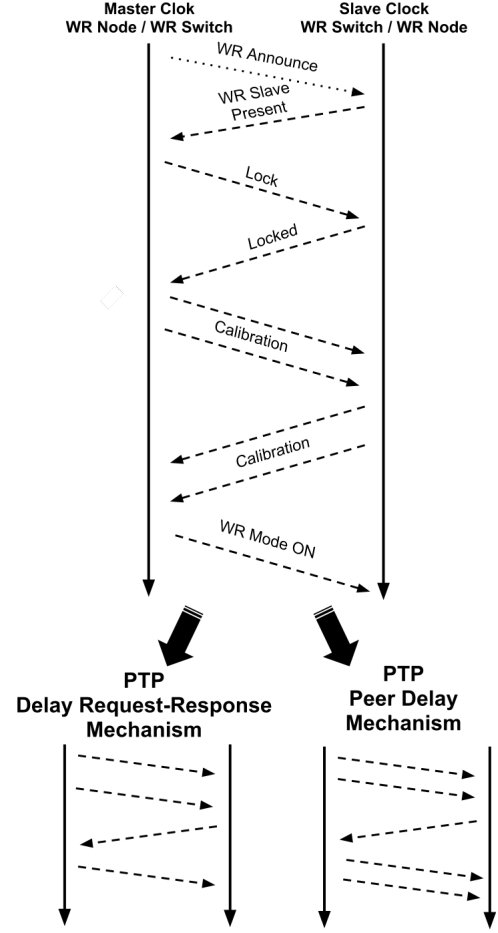 Master Clok
WR Node / WR Switch
Slave Clock
WR Switch / WR Node
WR Announce
WR Slave
Present
Lock
Locked
Calibration
Calibration
WR Mode ON
PTP
Delay Request-Response
Mechanism
PTP
Peer Delay
Mechanism